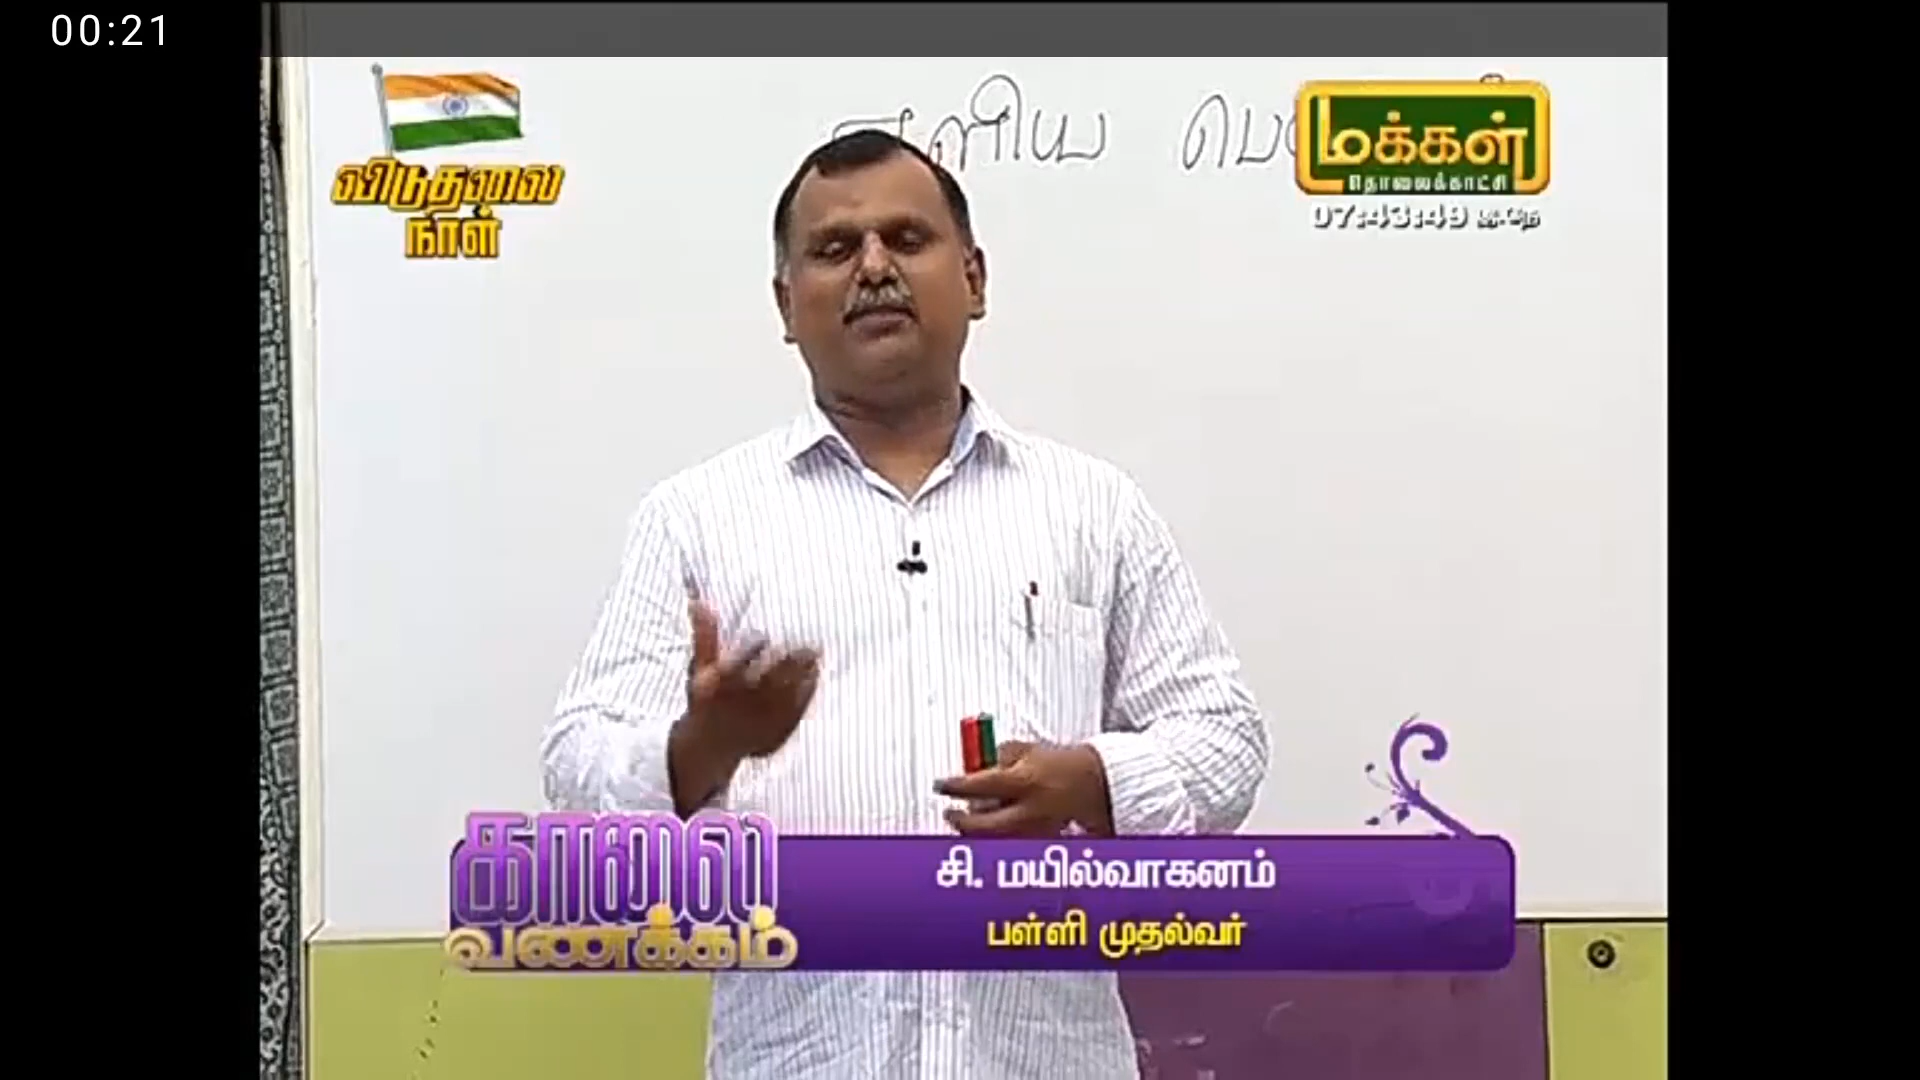 00:21
விடுதலை
நாள்
மக்கள்
தொலைக்காட்சி
07:43:49
காலை
வணக்கம்
சி. மயில்வாகனம்
பள்ளி முதல்வர்